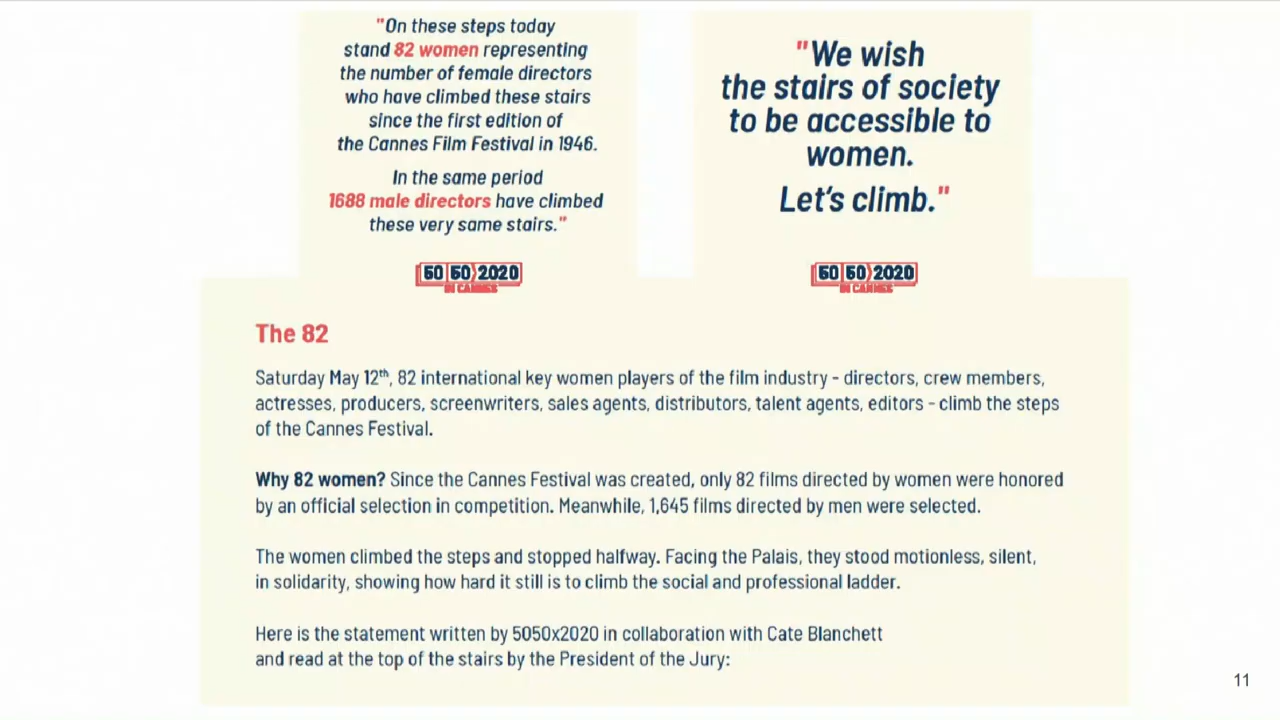 "On these steps today
stand 82 women representing
the number of female directors
who have climbed these stairs
since the first edition of
the Cannes Film Festival in 1946.
In the same period
1688 male directors have climbed
these very same stairs."
50 50 2020
IN CANNES
"We wish
the stairs of society
to be accessible to
women.
Let's climb."
50 50 2020
IN CANNES
The 82
Saturday May 12th, 82 international key women players of the film industry - directors, crew members,
actresses, producers, screenwriters, sales agents, distributors, talent agents, editors - climb the steps
of the Cannes Festival.
Why 82 women? Since the Cannes Festival was created, only 82 films directed by women were honored
by an official selection in competition. Meanwhile, 1,645 films directed by men were selected.
The women climbed the steps and stopped halfway. Facing the Palais, they stood motionless, silent,
in solidarity, showing how hard it still is to climb the social and professional ladder.
Here is the statement written by 5050x2020 in collaboration with Cate Blanchett
and read at the top of the stairs by the President of the Jury:
11